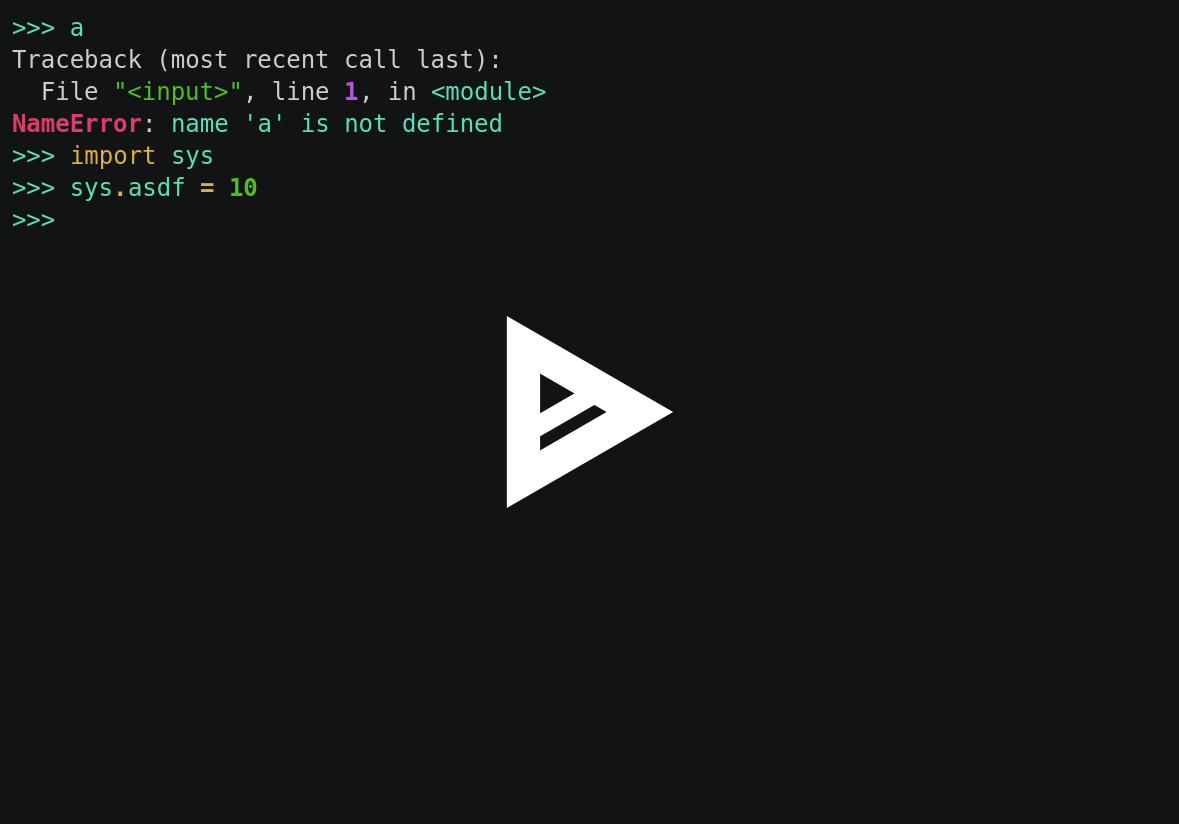 >>> a
Traceback (most recent call last):
  File "<input>", line 1, in <module>
NameError: name 'a' is not defined
>>> import sys
>>> sys.asdf = 10
>>>